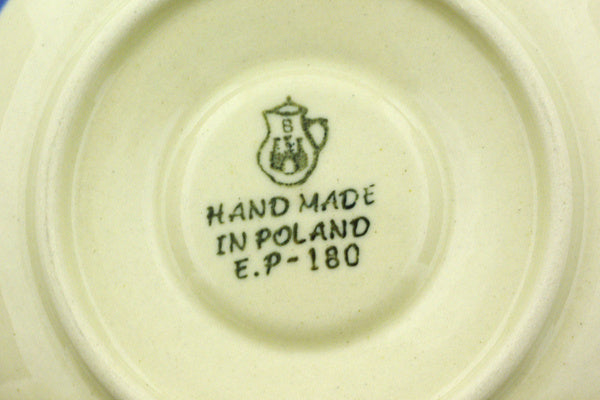 B
HAND MADE
IN POLAND
E.P-180